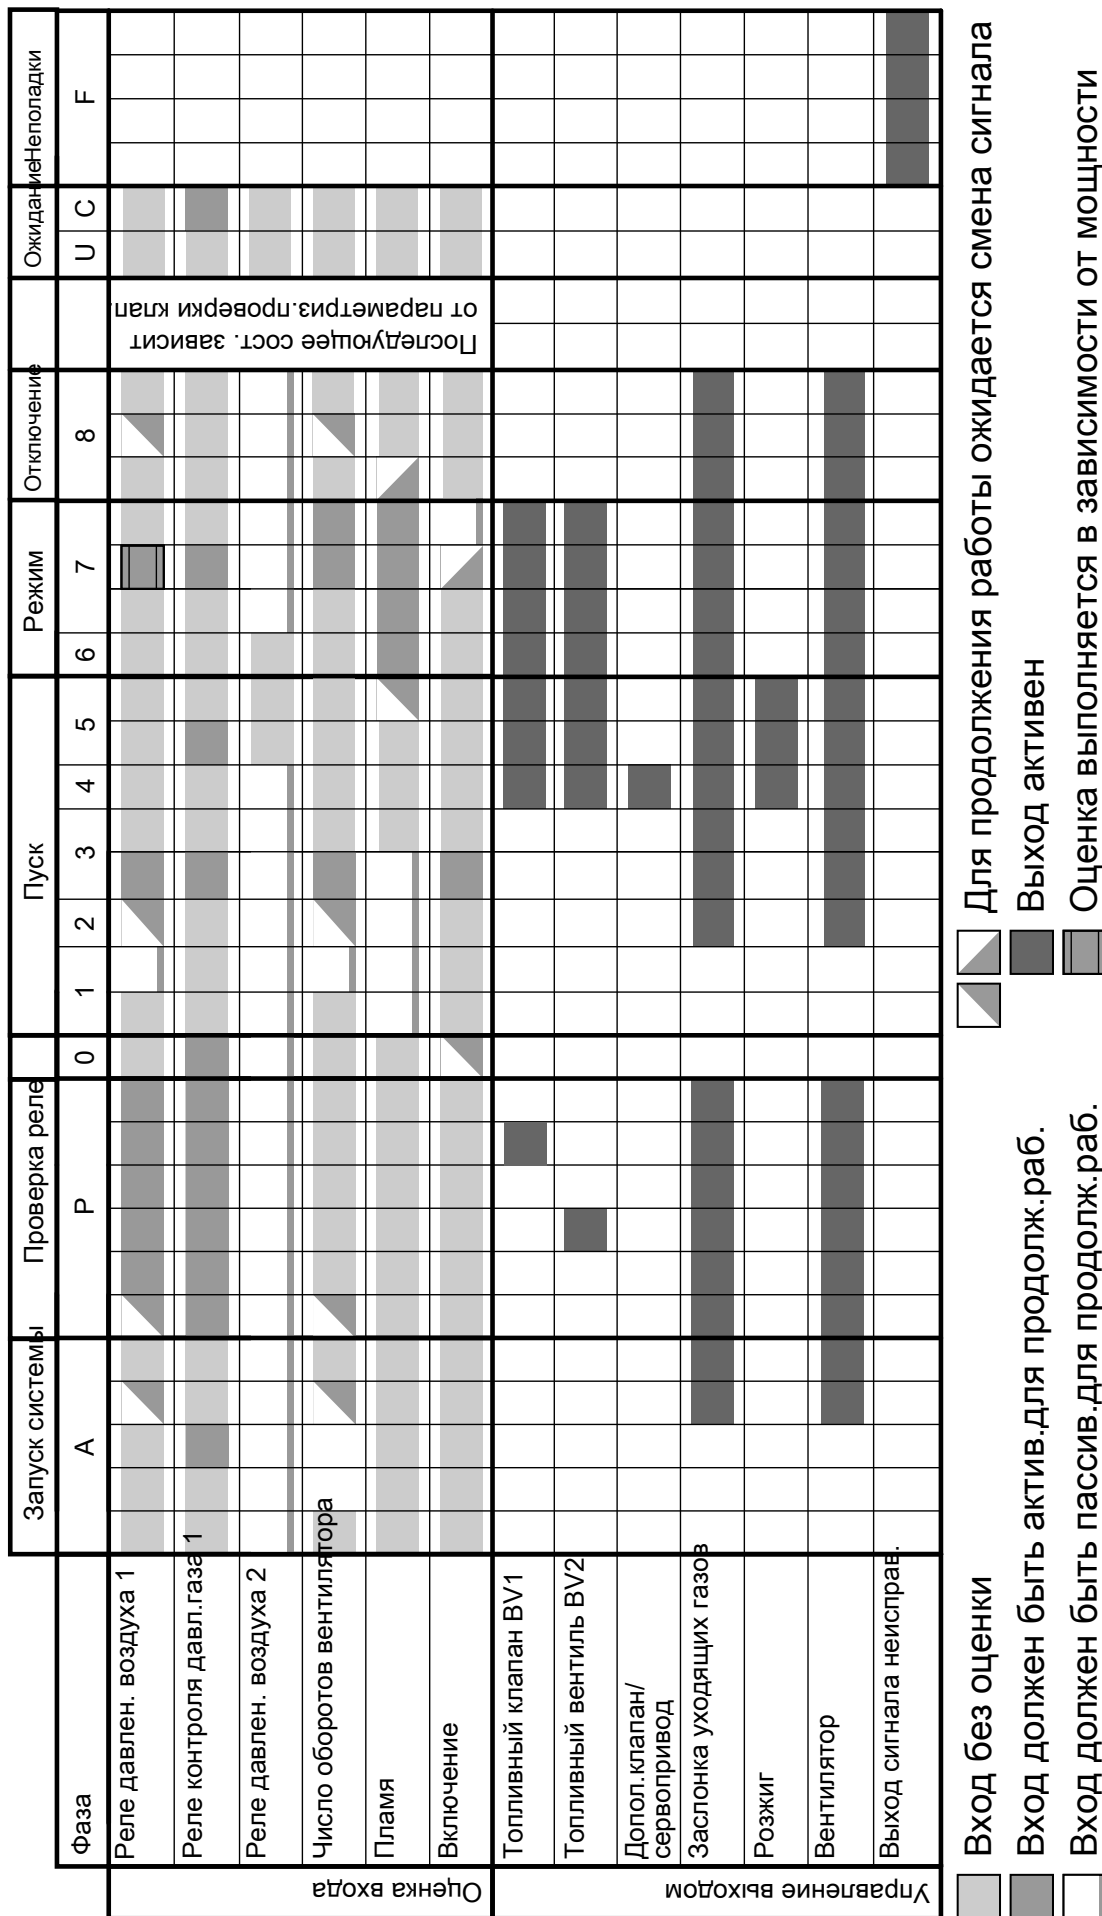 Запуск системы
Проверка реле
Пуск
Режим
Отключение
Ожидание
Неполадки
Фаза
A
P
0
1
2
3
4
5
6
7
8
U
C
F
Оценка входа
Реле давлен. воздуха 1
Реле контроля давл.газа 1
Реле давлен. воздуха 2
Число оборотов вентилятора
Пламя
Включение
Последующее сост. зависит
от параметриз.проверки клап.
Управление выходом
Топливный клапан BV1
Топливный вентиль BV2
Допол.клапан/
сервопривод
Заслонка уходящих газов
Розжиг
Вентилятор
Выход сигнала неисправ.
Вход без оценки
Вход должен быть актив.для продолж.раб.
Вход должен быть пассив.для продолж.раб.
Для продолжения работы ожидается смена сигнала
Выход активен
Оценка выполняется в зависимости от мощности